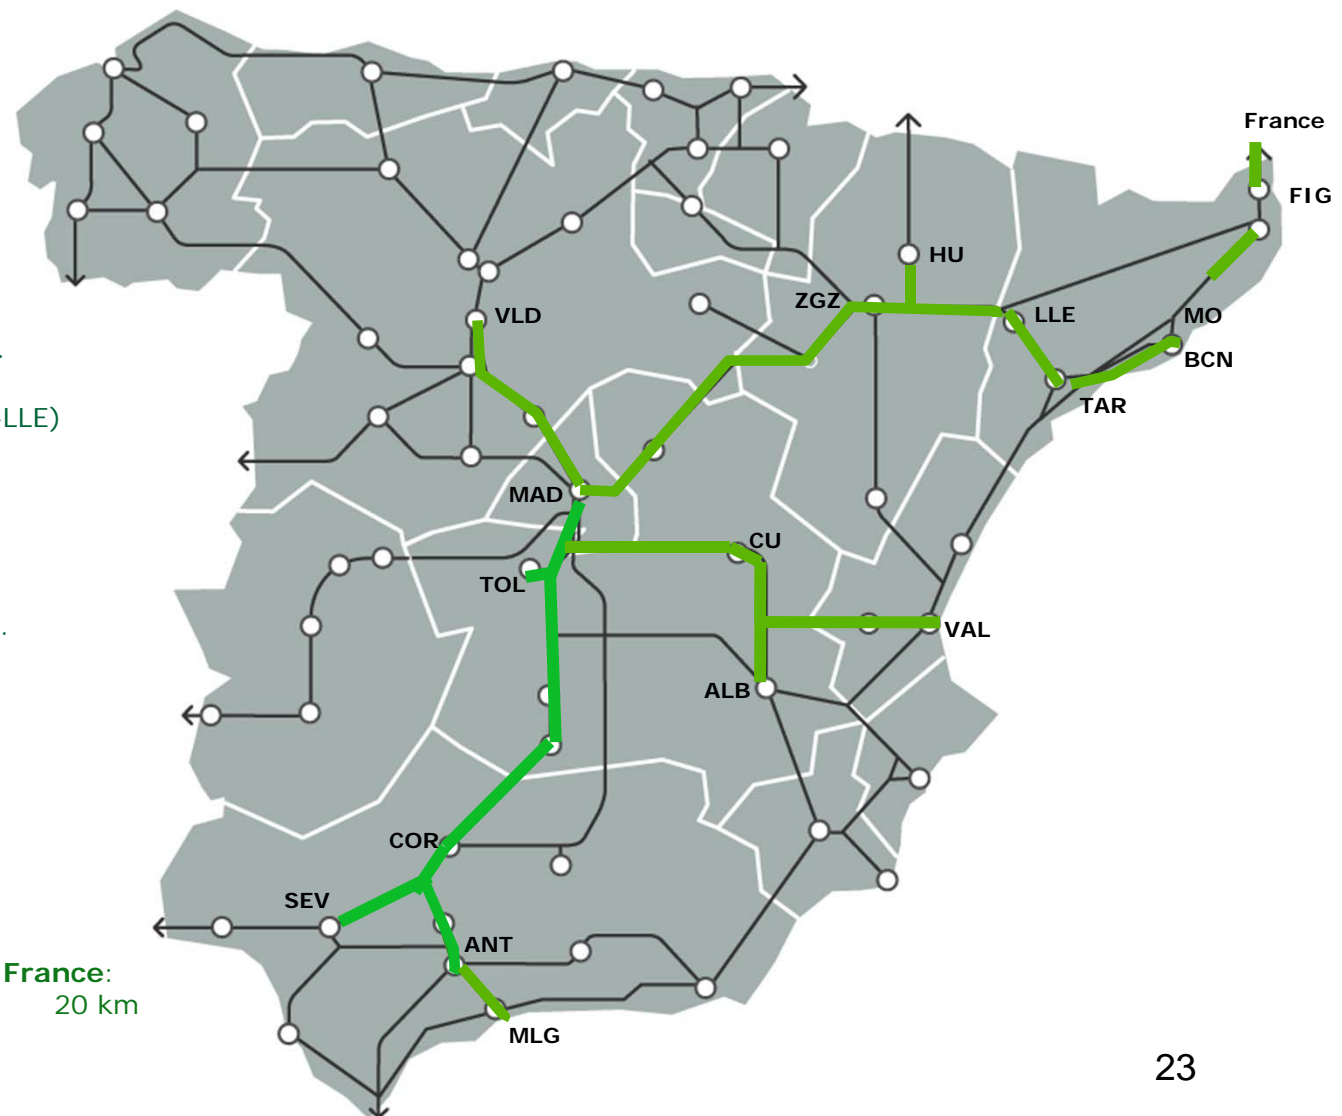 France
FIG
HU
ZGZ
VLD
LLE
MO
BCN
-LLE)
TAR
MAD
CU
TOL
.
VAL
ALB
COR
SEV
ANT
France:
20 km
MLG
23